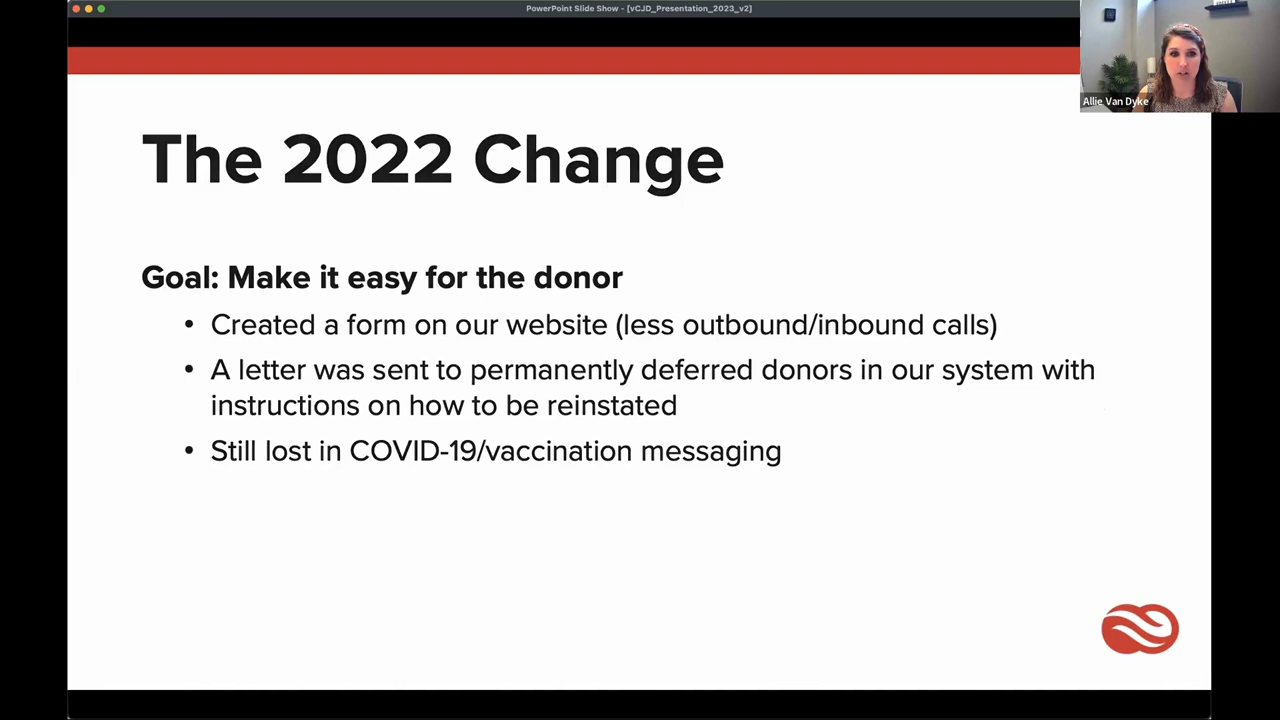 PowerPoint Slide Show - [vCJD_Presentation_2023_v2]
Allie Van Dyke
The 2022 Change
Goal: Make it easy for the donor
• Created a form on our website (less outbound/inbound calls)
• A letter was sent to permanently deferred donors in our system with
instructions on how to be reinstated
• Still lost in COVID-19/vaccination messaging